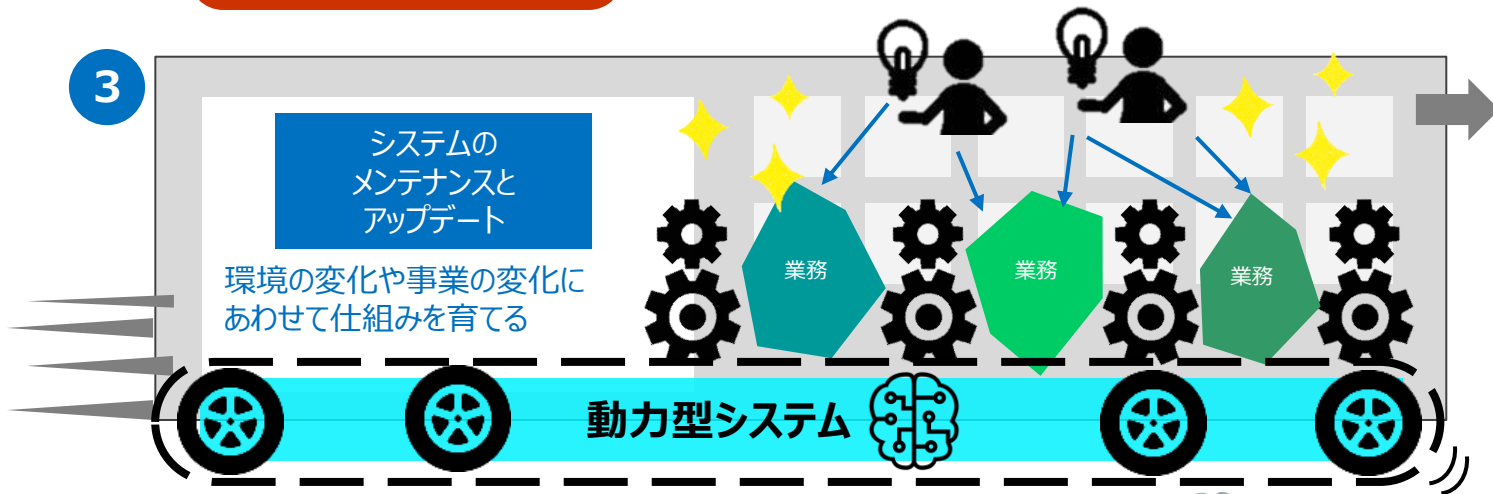 3
システムの
メンテナンスと
アップデート
環境の変化や事業の変化に
あわせて仕組みを育てる
業務
業務
業務
動力型システム